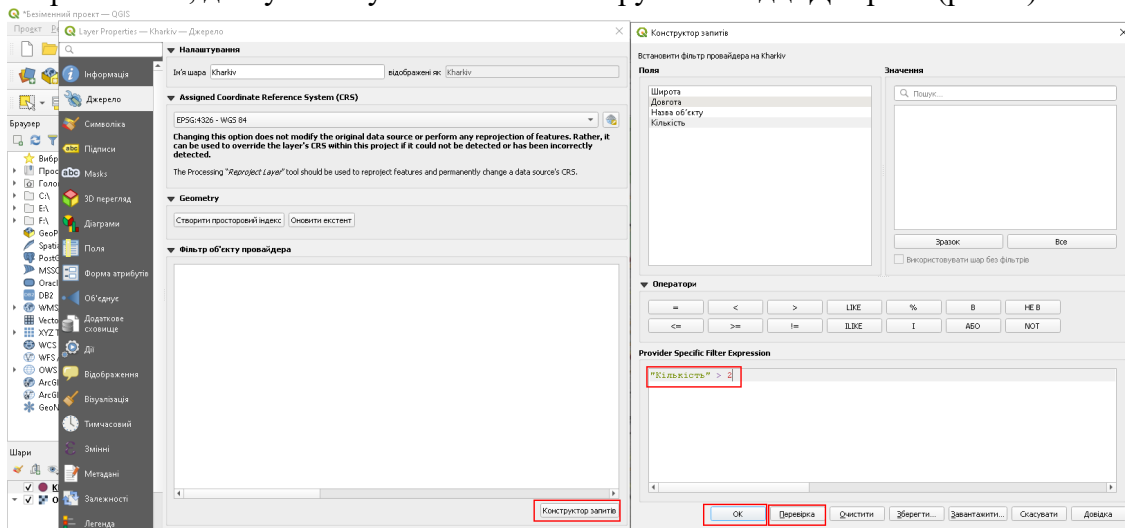 *Безіменний проект — QGIS
Проект
Layer Properties — Kharkiv — Джерело
Інформація
Джерело
Символіка
Підписи
Masks
3D перегляд
Діаграми
Поля
Форма атрибутів
Об'єднує
Додаткове сховище
Дії
Відображення
Візуалізація
Тимчасовий
Змінні
Метадані
Залежності
Легенда
Браузер
C:\
E:\
F:\
DB2
WMS
WCS
OWS
Шари
Налаштування
Ім'я шара Kharkiv відображені як Kharkiv
Assigned Coordinate Reference System (CRS)
EPSG:4326 - WGS 84
Changing this option does not modify the original data source or perform any reprojection of features. Rather, it
can be used to override the layer's CRS within this project if it could not be detected or has been incorrectly
detected.
The Processing "Reproject Layer" tool should be used to reproject features and permanently change a data source's CRS.
Geometry
Створити просторовий індекс Оновити екстент
Фільтр об'єкту провайдера
Конструктор запитів
Конструктор запитів
Встановити фільтр провайдера на Kharkiv
Поля Значення
Широта
Довгота
Назва об'єкту
Кількість
Пошук...
Зразок Все
Використовувати шар без фільтрів
Оператори
= < > LIKE % В НЕ В
<= >= != ILIKE І АБО NOT
Provider Specific Filter Expression
"Кількість" > 2
OK Перевірка Очистити Зберегти... Завантажити... Скасувати Довідка